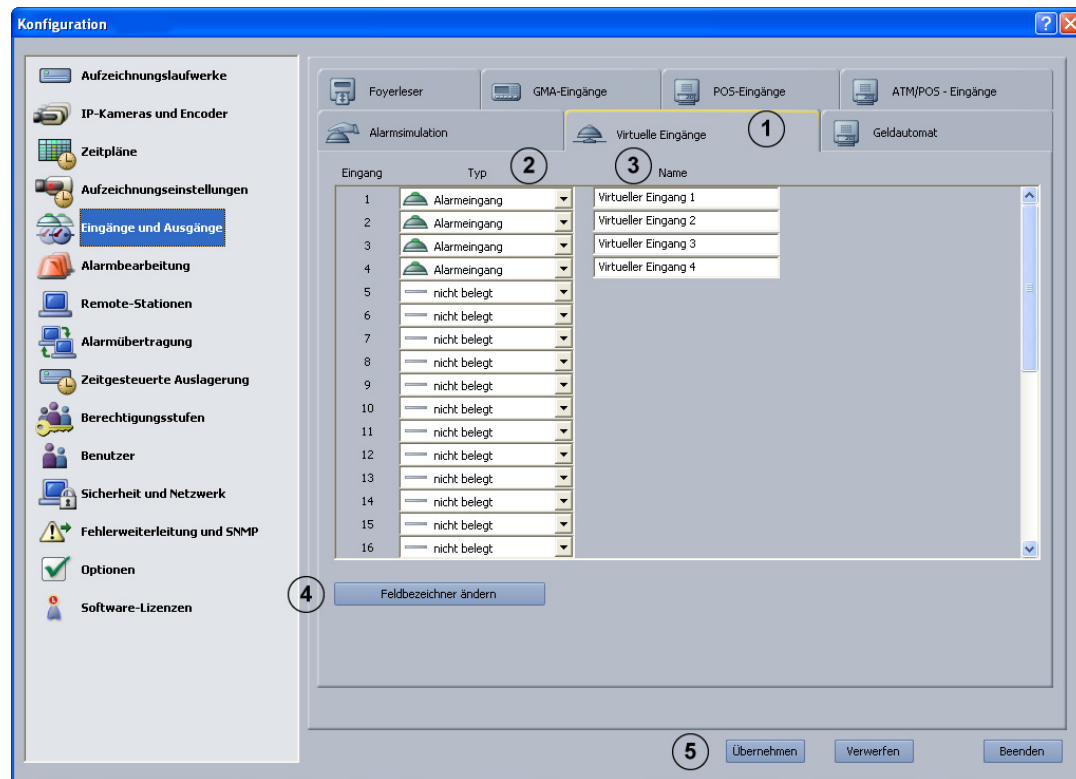 Konfiguration
Aufzeichnungslaufwerke
IP-Kameras und Encoder
Zeitpläne
Aufzeichnungseinstellungen
Eingänge und Ausgänge
Alarmbearbeitung
Remote-Stationen
Alarmübertragung
Zeitgesteuerte Auslagerung
Berechtigungsstufen
Benutzer
Sicherheit und Netzwerk
Fehlerweiterleitung und SNMP
Optionen
Software-Lizenzen
Foyerleser GMA-Eingänge POS-Eingänge ATM/POS - Eingänge
Alarmsimulation Virtuelle Eingänge 1 Geldautomat
Eingang Typ 2 3 Name
1 Alarmeingang Virtueller Eingang 1
2 Alarmeingang Virtueller Eingang 2
3 Alarmeingang Virtueller Eingang 3
4 Alarmeingang Virtueller Eingang 4
5 nicht belegt
6 nicht belegt
7 nicht belegt
8 nicht belegt
9 nicht belegt
10 nicht belegt
11 nicht belegt
12 nicht belegt
13 nicht belegt
14 nicht belegt
15 nicht belegt
16 nicht belegt
4 Feldbezeichner ändern
5 Übernehmen Verwerfen Beenden